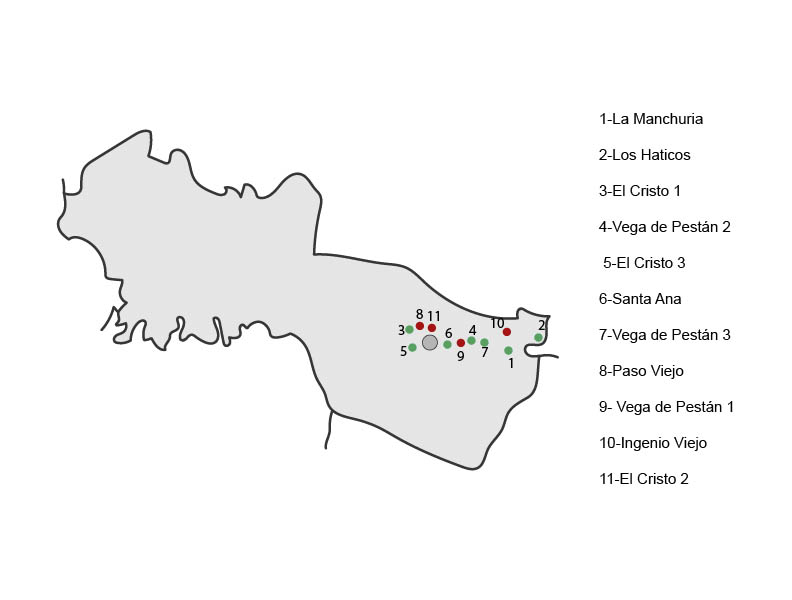 1-La Manchuria
2-Los Haticos
3-El Cristo 1
4-Vega de Pestán 2
5-El Cristo 3
6-Santa Ana
7-Vega de Pestán 3
8-Paso Viejo
9- Vega de Pestán 1
10-Ingenio Viejo
11-El Cristo 2
8 11
3
5
6
9
4
7
10
1
2